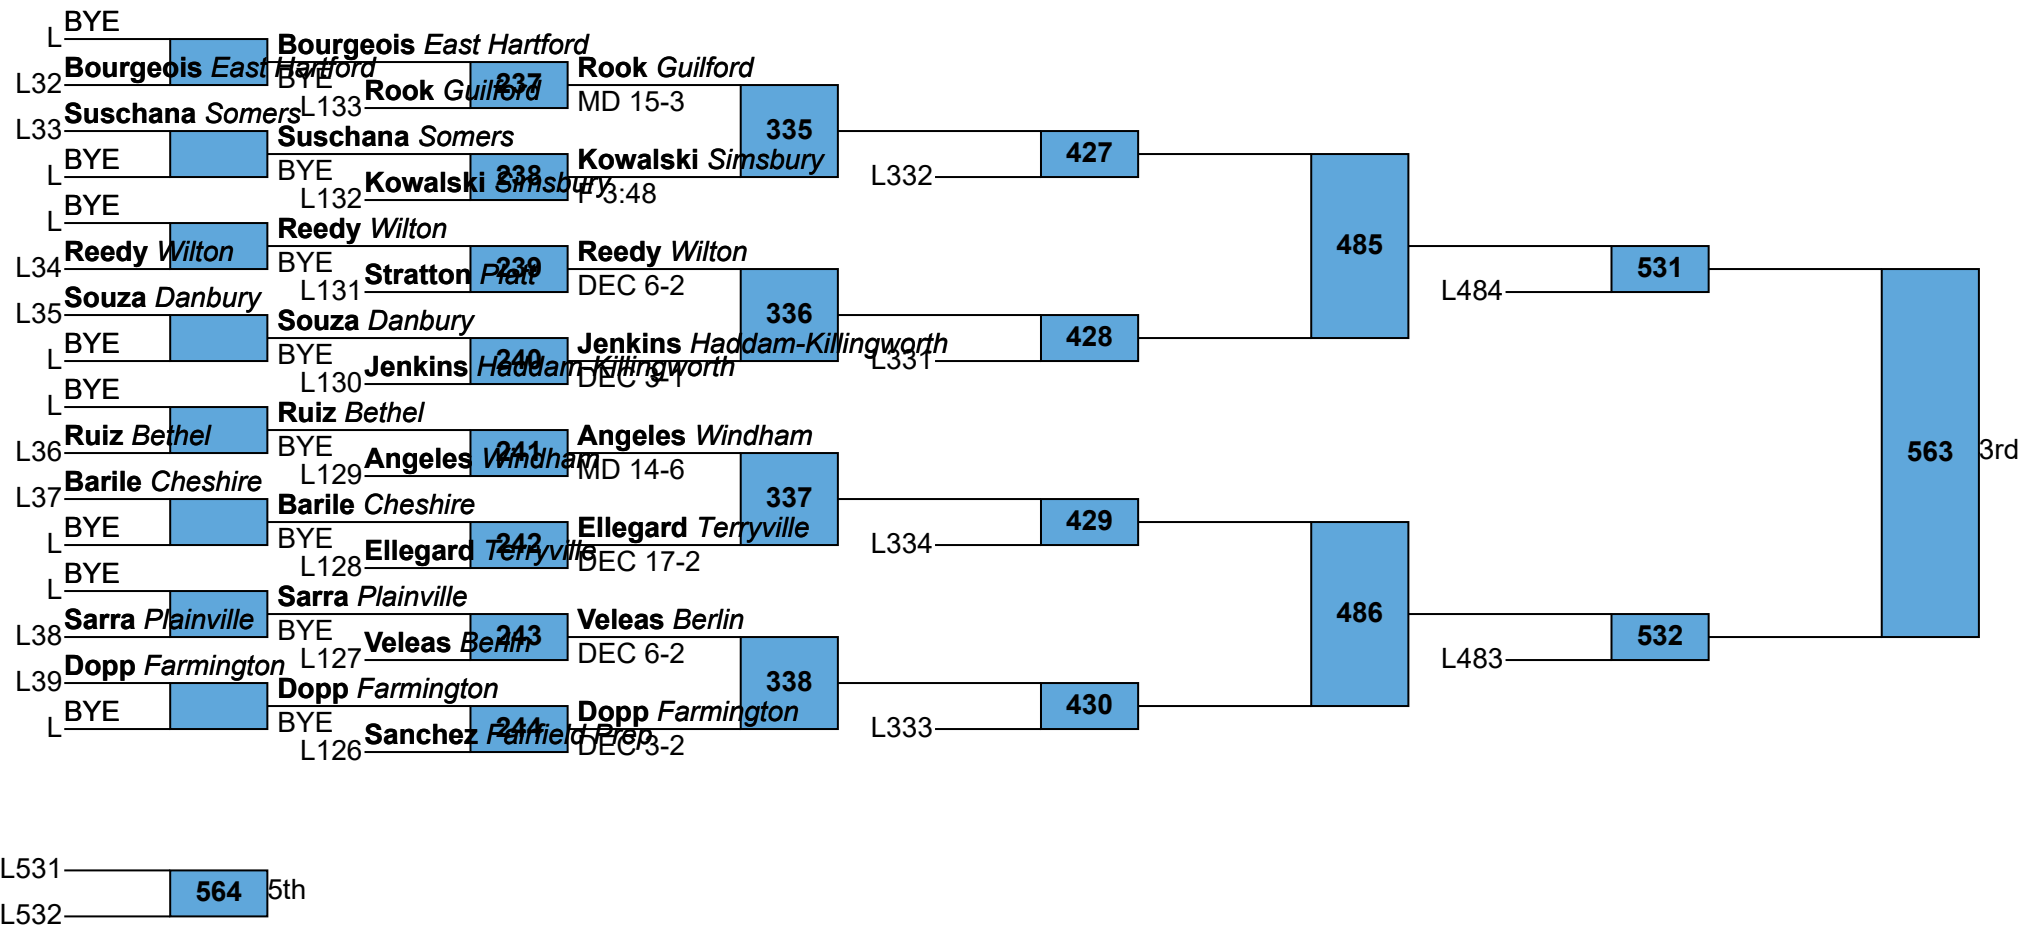 BYE
L
L32 Bourgeois East Hartford
L33 Suschana Somers
BYE
L
BYE
L
L34 Reedy Wilton
L35 Souza Danbury
BYE
L
BYE
L
L36 Ruiz Bethel
L37 Barile Cheshire
BYE
L
BYE
L
L38 Sarra Plainville
L39 Dopp Farmington
BYE
L
Bourgeois East Hartford
BYE
237
L133 Rook Guilford
Suschana Somers
BYE
238
L132 Kowalski Simsbury
Reedy Wilton
BYE
239
L131 Stratton Platt
Souza Danbury
BYE
240
L130 Jenkins Haddam-Killingworth
Ruiz Bethel
BYE
241
L129 Angeles Windham
Barile Cheshire
BYE
242
L128 Ellegard Terryville
Sarra Plainville
BYE
243
L127 Veleas Berlin
Dopp Farmington
BYE
244
L126 Sanchez Fairfield Prep
Rook Guilford
MD 15-3
335
Kowalski Simsbury
F 3:48
Reedy Wilton
DEC 6-2
336
Jenkins Haddam-Killingworth
DEC
Angeles Windham
MD 14-6
337
Ellegard Terryville
DEC 17-2
Veleas Berlin
DEC 6-2
338
Dopp Farmington
DEC 3-2
427
L332
428
L331
429
L334
430
L333
485
486
531
L484
532
L483
563 3rd
L531
564 5th
L532